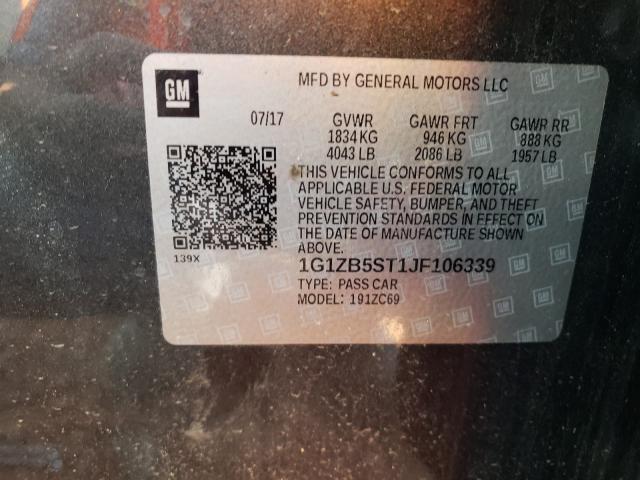 GM
MFD BY GENERAL MOTORS LLC
07/17
GVWR GAWR FRT GAWR RR
1834 KG 946 KG 888 KG
4043 LB 2086 LB 1957 LB
THIS VEHICLE CONFORMS TO ALL
APPLICABLE U.S. FEDERAL MOTOR
VEHICLE SAFETY, BUMPER, AND THEFT
PREVENTION STANDARDS IN EFFECT ON
THE DATE OF MANUFACTURE SHOWN
ABOVE.
139X
1G1ZB5ST1JF106339
TYPE: PASS CAR
MODEL: 191ZC69